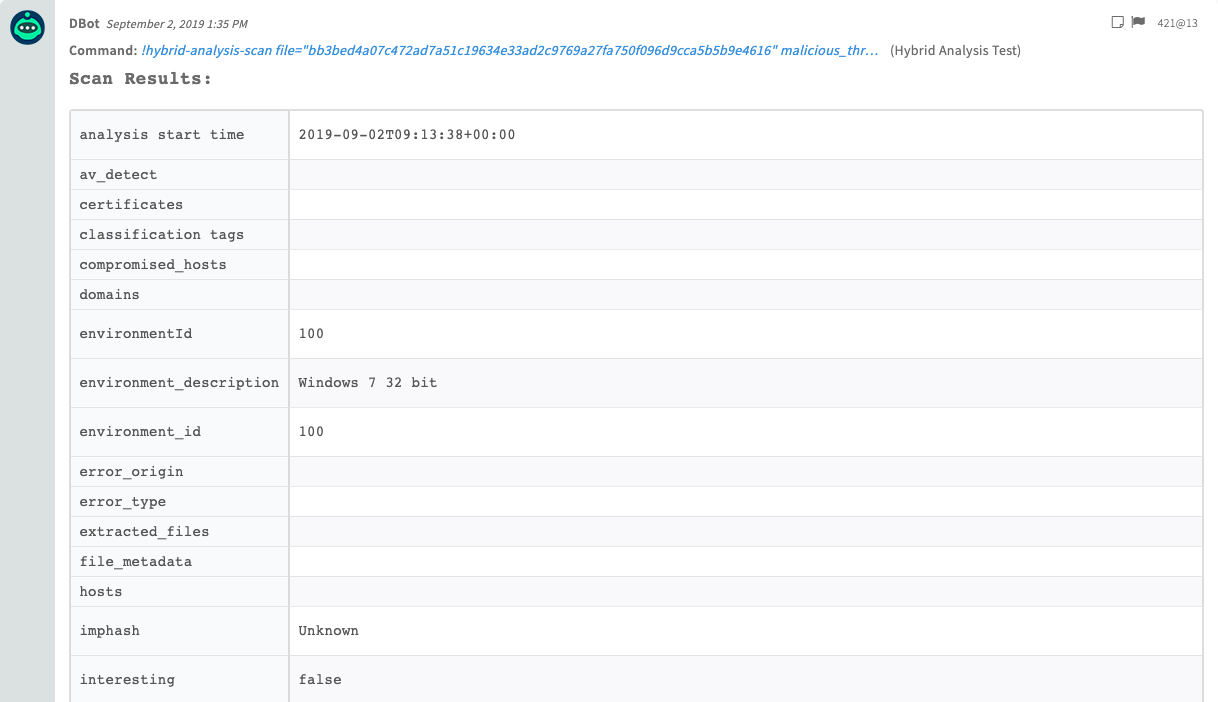 DBot September 2, 2019 1:35 PM 421@13
Command: !hybrid-analysis-scan file="bb3bed4a07c472ad7a51c19634e33ad2c9769a27fa750f096d9cca5b5b9e4616" malicious_thr... (Hybrid Analysis Test)
Scan Results:
analysis start time 2019-09-02T09:13:38+00:00
av_detect
certificates
classification tags
compromised_hosts
domains
environmentId 100
environment_description Windows 7 32 bit
environment_id 100
error_origin
error_type
extracted_files
file_metadata
hosts
imphash Unknown
interesting false